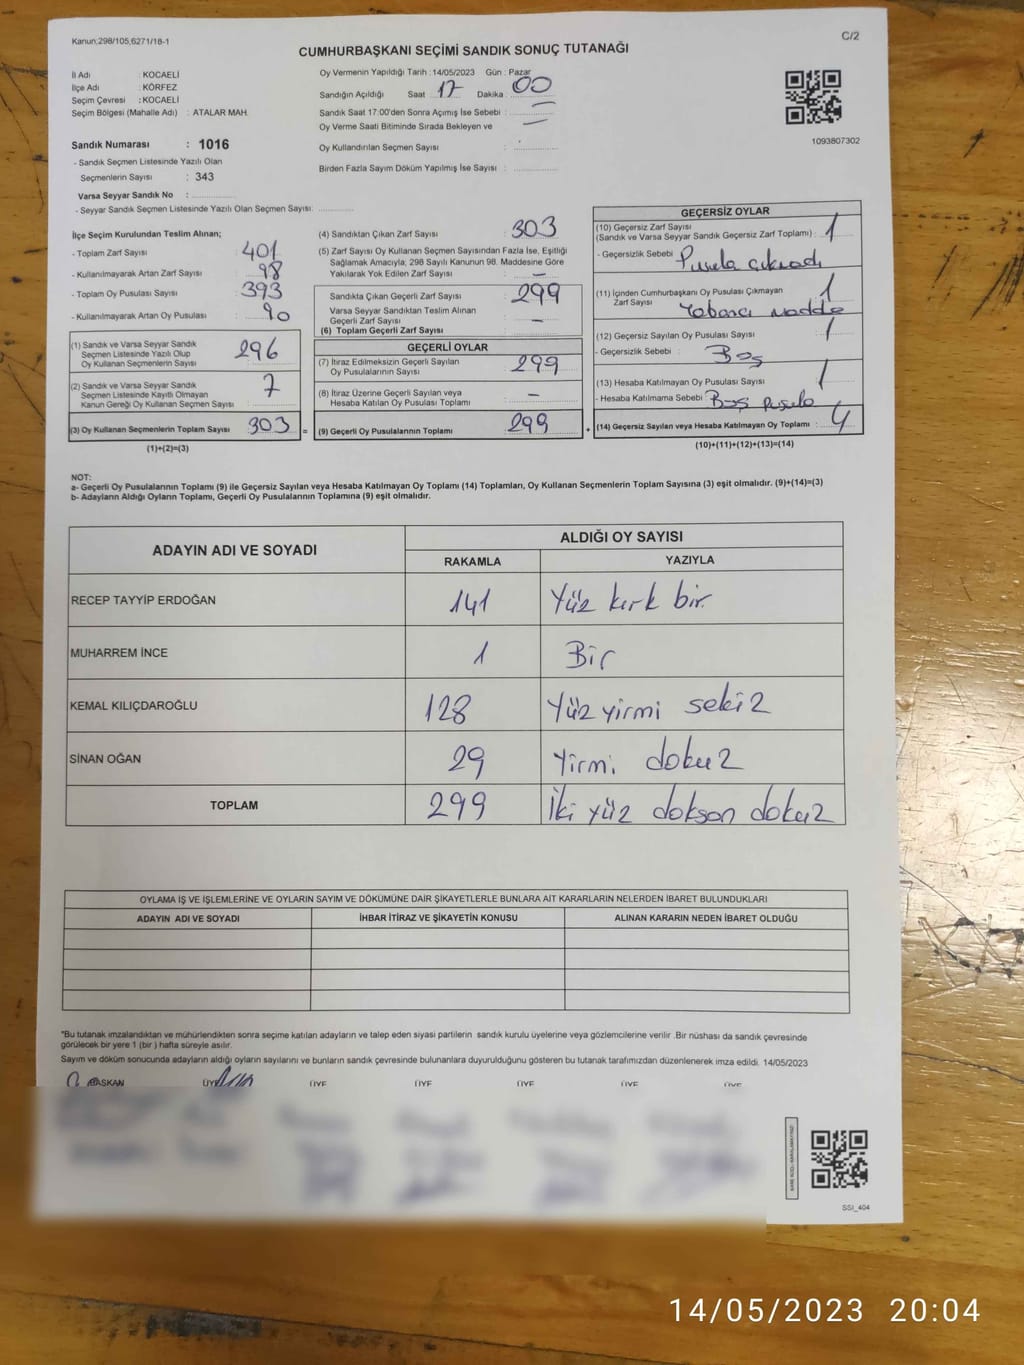 Kanun;298/105,6271/18-1
C/2
CUMHURBAŞKANI SEÇİMİ SANDIK SONUÇ TUTANAĞI
İl Adı : KOCAELİ
İlçe Adı : KÖRFEZ
Seçim Çevresi : KOCAELİ
Seçim Bölgesi (Mahalle Adı) : ATALAR MAH.
Sandık Numarası : 1016
- Sandık Seçmen Listesinde Yazılı Olan
Seçmenlerin Sayısı : 343
Varsa Seyyar Sandık No :
- Seyyar Sandık Seçmen Listesinde Yazılı Olan Seçmen Sayısı:
Oy Vermenin Yapıldığı Tarih : 14/05/2023 Gün : Pazar
Sandığın Açıldığı Saat 17 Dakika 00
Sandık Saat 17:00'den Sonra Açımış İse Sebebi : —
Oy Verme Saati Bitiminde Sırada Bekleyen ve —
Oy Kullandırılan Seçmen Sayısı :
Birden Fazla Sayım Döküm Yapılmış İse Sayısı :
1093807302
İlçe Seçim Kurulundan Teslim Alınan;
- Toplam Zarf Sayısı : 401
- Kullanılmayarak Artan Zarf Sayısı : 98
- Toplam Oy Pusulası Sayısı : 393
- Kullanılmayarak Artan Oy Pusulası : 90
(1) Sandık ve Varsa Seyyar Sandık
Seçmen Listesinde Yazılı Olup
Oy Kullanan Seçmenlerin Sayısı : 296
(2) Sandık ve Varsa Seyyar Sandık
Seçmen Listesinde Kayıtlı Olmayan
Kanun Gereği Oy Kullanan Seçmen Sayısı : 7
(3) Oy Kullanan Seçmenlerin Toplam Sayısı : 303 =
(1)+(2)=(3)
(4) Sandıktan Çıkan Zarf Sayısı : 303
(5) Zarf Sayısı Oy Kullanan Seçmen Sayısından Fazla İse, Eşitliği
Sağlamak Amacıyla; 298 Sayılı Kanunun 98. Maddesine Göre
Yakılarak Yok Edilen Zarf Sayısı : —
Sandıkta Çıkan Geçerli Zarf Sayısı : 299
Varsa Seyyar Sandıktan Teslim Alınan
Geçerli Zarf Sayısı : —
(6) Toplam Geçerli Zarf Sayısı :
GEÇERLİ OYLAR
(7) İtiraz Edilmeksizin Geçerli Sayılan
Oy Pusulalarının Sayısı : 299
(8) İtiraz Üzerine Geçerli Sayılan veya
Hesaba Katılan Oy Pusulası Toplamı : —
(9) Geçerli Oy Pusulalarının Toplamı : 299 +
GEÇERSİZ OYLAR
(10) Geçersiz Zarf Sayısı
(Sandık ve Varsa Seyyar Sandık Geçersiz Zarf Toplamı) : 1
- Geçersizlik Sebebi : Pusula çıkmadı
(11) İçinden Cumhurbaşkanı Oy Pusulası Çıkmayan
Zarf Sayısı : 1
Yabancı Madde
(12) Geçersiz Sayılan Oy Pusulası Sayısı : 1
- Geçersizlik Sebebi : Boş
(13) Hesaba Katılmayan Oy Pusulası Sayısı : 1
- Hesaba Katılmama Sebebi : Boş Pusula
(14) Geçersiz Sayılan veya Hesaba Katılmayan Oy Toplamı : 4
(10)+(11)+(12)+(13)=(14)
NOT:
a- Geçerli Oy Pusulalarının Toplamı (9) ile Geçersiz Sayılan veya Hesaba Katılmayan Oy Toplamı (14) Toplamları, Oy Kullanan Seçmenlerin Toplam Sayısına (3) eşit olmalıdır. (9)+(14)=(3)
b- Adayların Aldığı Oyların Toplamı, Geçerli Oy Pusulalarının Toplamına (9) eşit olmalıdır.
ADAYIN ADI VE SOYADI
ALDIĞI OY SAYISI
RAKAMLA YAZIYLA
RECEP TAYYİP ERDOĞAN 141 Yüz kırk bir.
MUHARREM İNCE 1 Bir
KEMAL KILIÇDAROĞLU 128 Yüz yirmi sekiz
SİNAN OĞAN 29 Yirmi dokuz
TOPLAM 299 İki yüz doksan dokuz
OYLAMA İŞ VE İŞLEMLERİNE VE OYLARIN SAYIM VE DÖKÜMÜNE DAİR ŞİKAYETLERLE BUNLARA AİT KARARLARIN NELERDEN İBARET BULUNDUKLARI
ADAYIN ADI VE SOYADI İHBAR İTİRAZ VE ŞİKAYETİN KONUSU ALINAN KARARIN NEDEN İBARET OLDUĞU
*Bu tutanak imzalandıktan ve mühürlendikten sonra seçime katılan adayların ve talep eden siyasi partilerin sandık kurulu üyelerine veya gözlemcilerine verilir .Bir nüshası da sandık çevresinde
görülecek bir yere 1 (bir ) hafta süreyle asılır.
Sayım ve döküm sonucunda adayların aldığı oyların sayılarını ve bunların sandık çevresinde bulunanlara duyurulduğunu gösteren bu tutanak tarafımızdan düzenlenerek imza edildi. 14/05/2023
BAŞKAN ÜYE ÜYE ÜYE ÜYE ÜYE ÜYE
SSI_404
14/05/2023 20:04